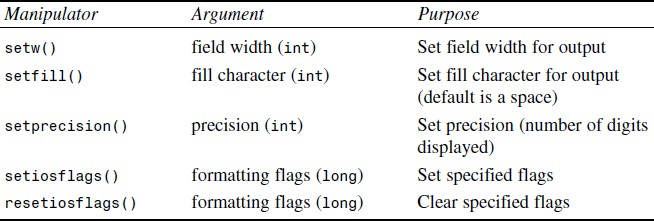 Manipulator Argument Purpose
setw() field width (int) Set field width for output
setfill() fill character (int) Set fill character for output
(default is a space)
setprecision() precision (int) Set precision (number of digits
displayed)
setiosflags() formatting flags (long) Set specified flags
resetiosflags() formatting flags (long) Clear specified flags